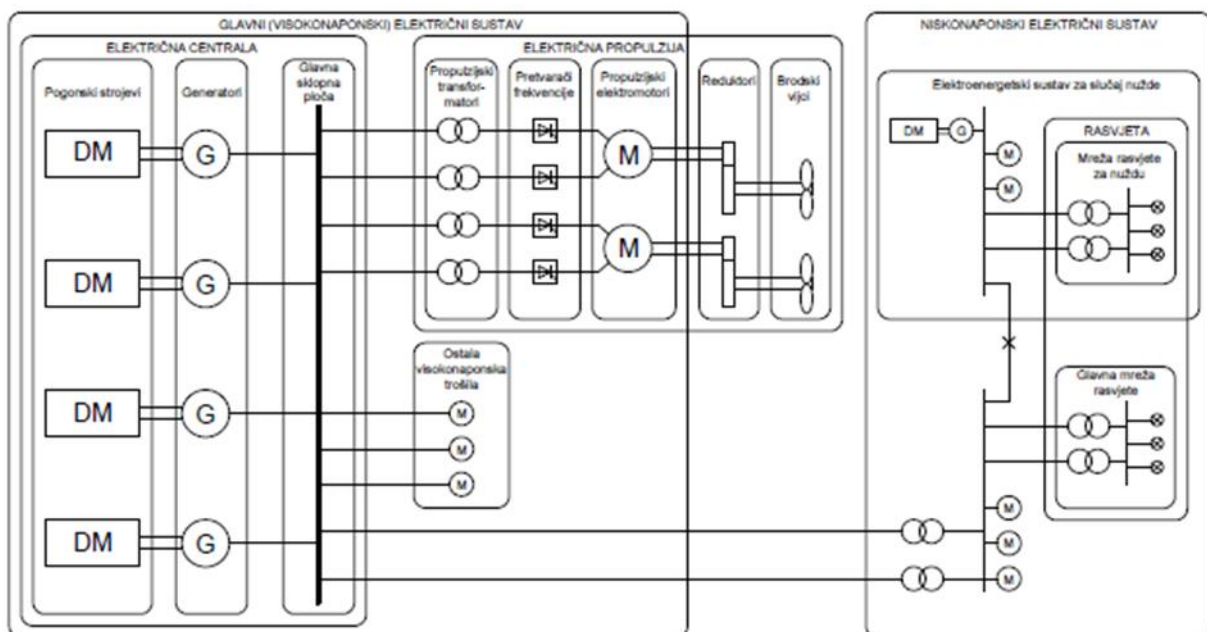 GLAVNI (VISOKONAPONSKI) ELEKTRIČNI SUSTAV
ELEKTRIČNA CENTRALA
Pogonski strojevi
Generatori
Glavna
sklopna
ploča
DM
G
DM
G
DM
G
DM
G
ELEKTRIČNA PROPULZIJA
Propulzijski
transfor-
matori
Pretvarači
frekvencije
Propulzijski
elektromotori
Reduktori
Brodski
vijci
M
M
Ostala
visokonaponska
trošila
M
M
M
NISKONAPONSKI ELEKTRIČNI SUSTAV
Elektroenergetski sustav za slučaj nužde
DM
G
M
M
RASVJETA
Mreža rasvjete
za nuždu
Glavna mreža
rasvjete
M
M
M